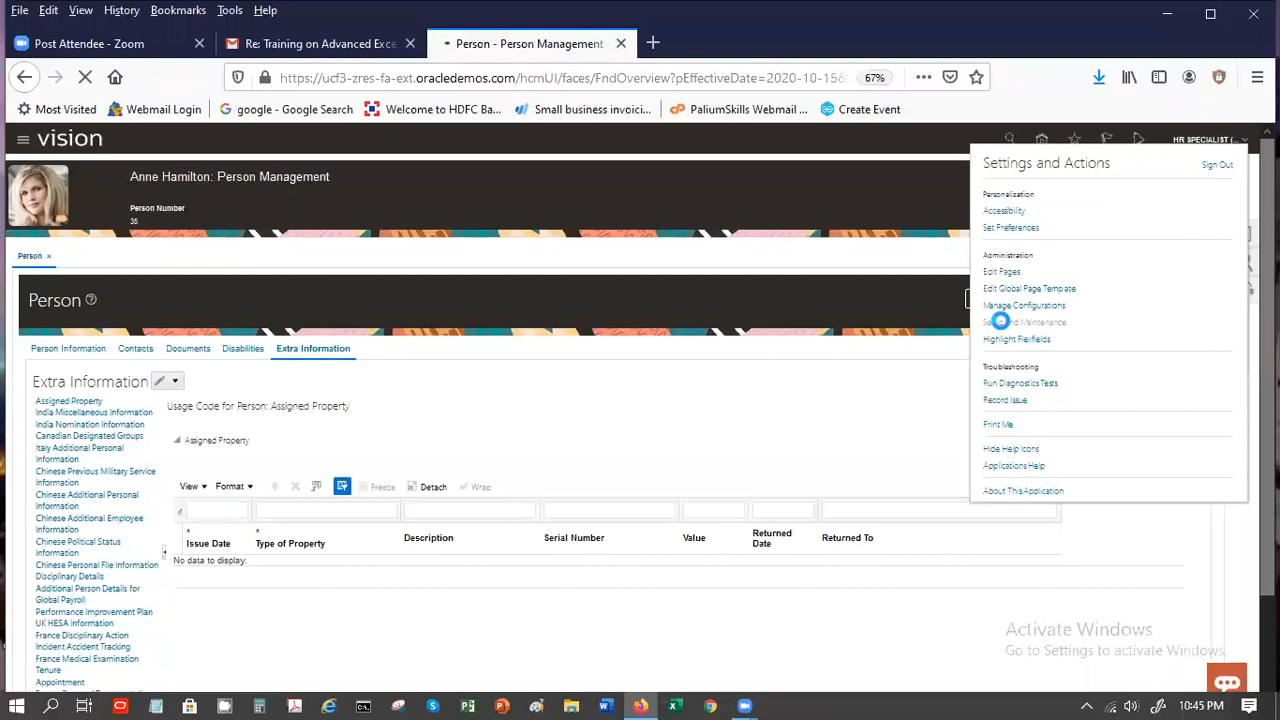 File Edit View History Bookmarks Tools Help
Post Attendee - Zoom
Re: Training on Advanced Exce
Person - Person Management -
https://ucf3-zres-fa-ext.oracledemos.com/hcmUI/faces/FndOverview?pEffectiveDate=2020-10-15&
67%
Most Visited
Webmail Login
google - Google Search
Welcome to HDFC Ba...
Small business invoici...
PaliumSkills Webmail ...
Create Event
vision
HR SPECIALIST (...
Anne Hamilton: Person Management
Person Number
35
Settings and Actions
Sign Out
Personalization
Accessibility
Set Preferences
Administration
Edit Pages
Edit Global Page Template
Manage Configurations
Maintenance
Highlight Flexfields
Troubleshooting
Run Diagnostics Tests
Record Issue
Print Me
Hide Help Icons
Applications Help
About This Application
Person
Person
Person Information
Contacts
Documents
Disabilities
Extra Information
Extra Information
Assigned Property
India Miscellaneous Information
India Nomination Information
Canadian Designated Groups
Italy Additional Personal
Information
Chinese Previous Military Service
Information
Chinese Additional Personal
Information
Chinese Additional Employee
Information
Chinese Political Status
Information
Chinese Personal File Information
Disciplinary Details
Additional Person Details for
Global Payroll
Performance Improvement Plan
UK HESA Information
France Disciplinary Action
Incident Accident Tracking
France Medical Examination
Tenure
Appointment
Usage Code for Person: Assigned Property
Assigned Property
View Format Freeze Detach Wrap
* Issue Date
* Type of Property
Description
Serial Number
Value
Returned
Date
Returned To
No data to display.
Activate Windows
Go to Settings to activate Windows.
10:45 PM